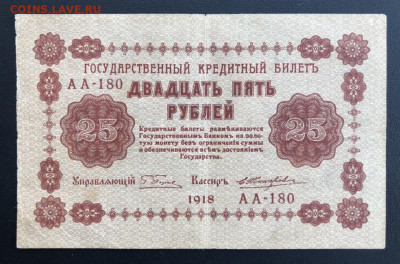 COINS.LAVE.RU
ГОСУДАРСТВЕННЫЙ КРЕДИТНЫЙ БИЛЕТЪ
АА-180
ДВАДЦАТЬ ПЯТЬ
РУБЛЕЙ
25
25
Кредитные билеты размѣниваются
Государственнымъ Банкомъ на золо-
тую монету безъ ограниченія суммы
и обезпечиваются всѣмъ достояніемъ
Государства.
Управляющій
Кассиръ
1918
АА-180